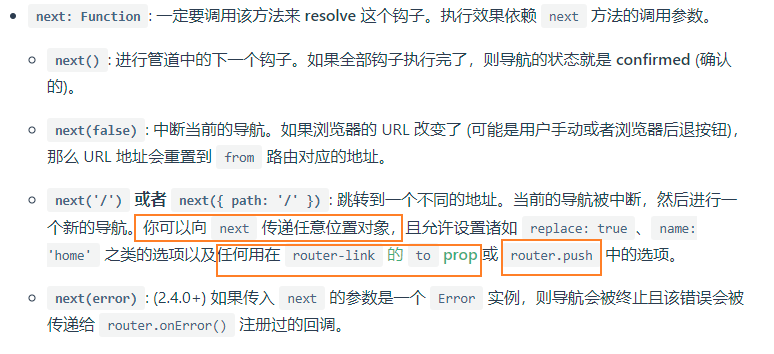 next: Function : 一定要调用该方法来 resolve 这个钩子。执行效果依赖 next 方法的调用参数。
next() : 进行管道中的下一个钩子。如果全部钩子执行完了，则导航的状态就是 confirmed (确认
的)。
next(false) : 中断当前的导航。如果浏览器的 URL 改变了 (可能是用户手动或者浏览器后退按钮)，
那么 URL 地址会重置到 from 路由对应的地址。
next('/') 或者 next({ path: '/' }) : 跳转到一个不同的地址。当前的导航被中断，然后进行一
个新的导航。你可以向 next 传递任意位置对象，且允许设置诸如 replace: true 、 name:
'home' 之类的选项以及任何用在 router-link 的 to prop 或 router.push 中的选项。
next(error) : (2.4.0+) 如果传入 next 的参数是一个 Error 实例，则导航会被终止且该错误会被
传递给 router.onError() 注册过的回调。